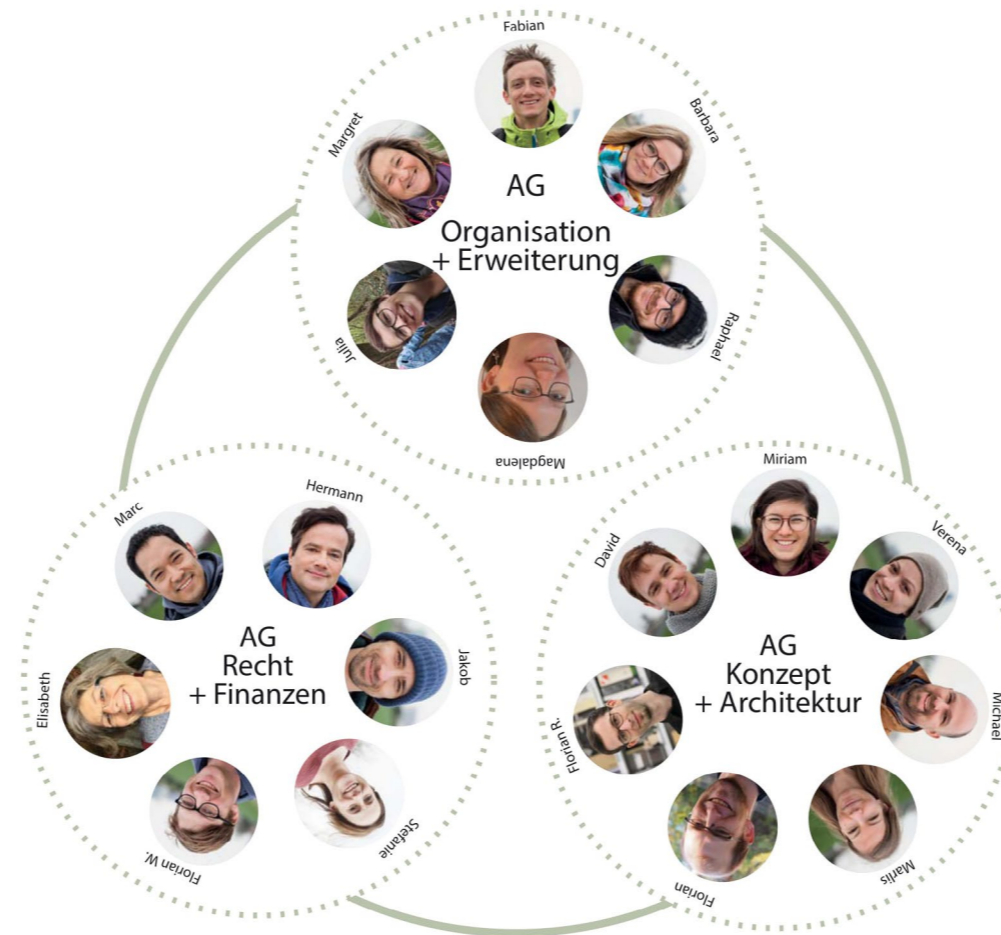 Fabian
Margret
Barbara
AG
Organisation
+ Erweiterung
Julia
Raphael
Magdalena
Marc
Hermann
AG
Recht
+ Finanzen
Elisabeth
Jakob
Florian W.
Stefanie
Miriam
David
Verena
AG
Konzept
+ Architektur
Florian R.
Michael
Florian
Marlis